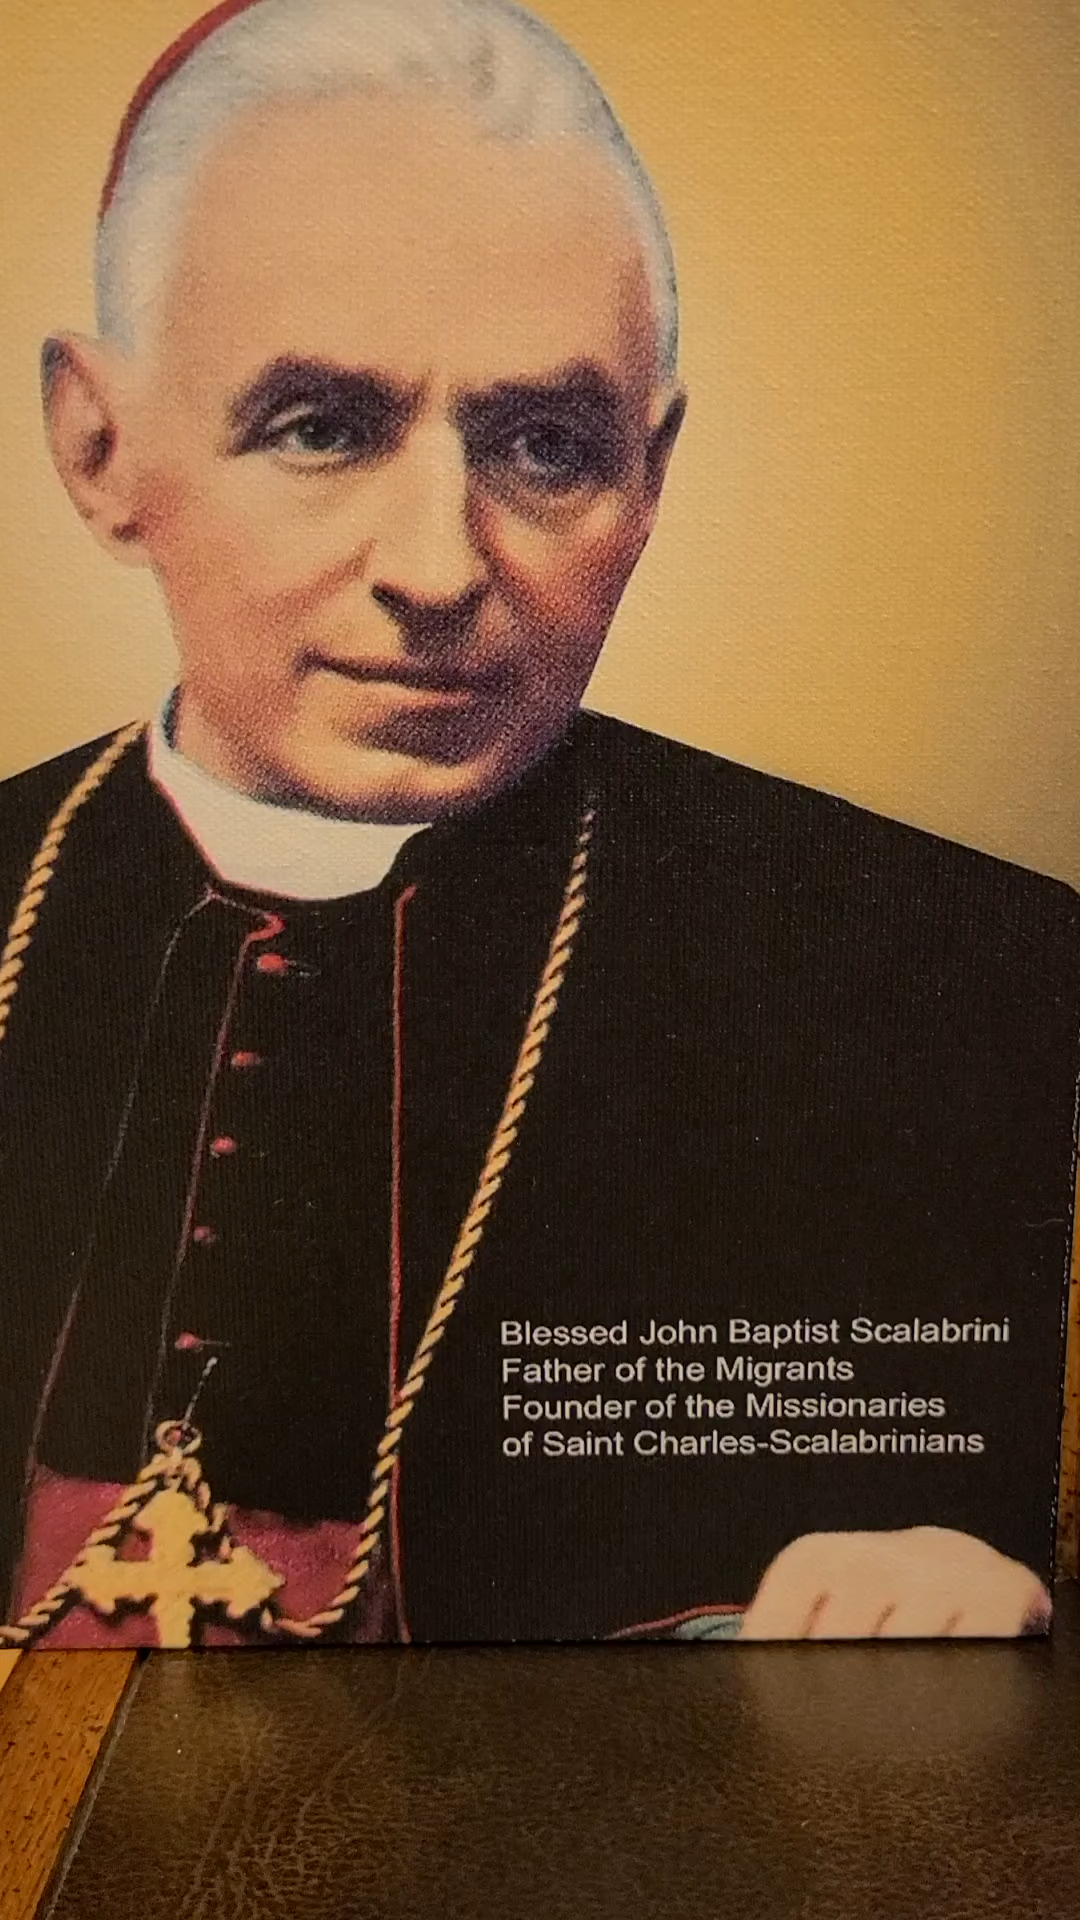 Blessed John Baptist Scalabrini
Father of the Migrants
Founder of the Missionaries
of Saint Charles-Scalabrinians